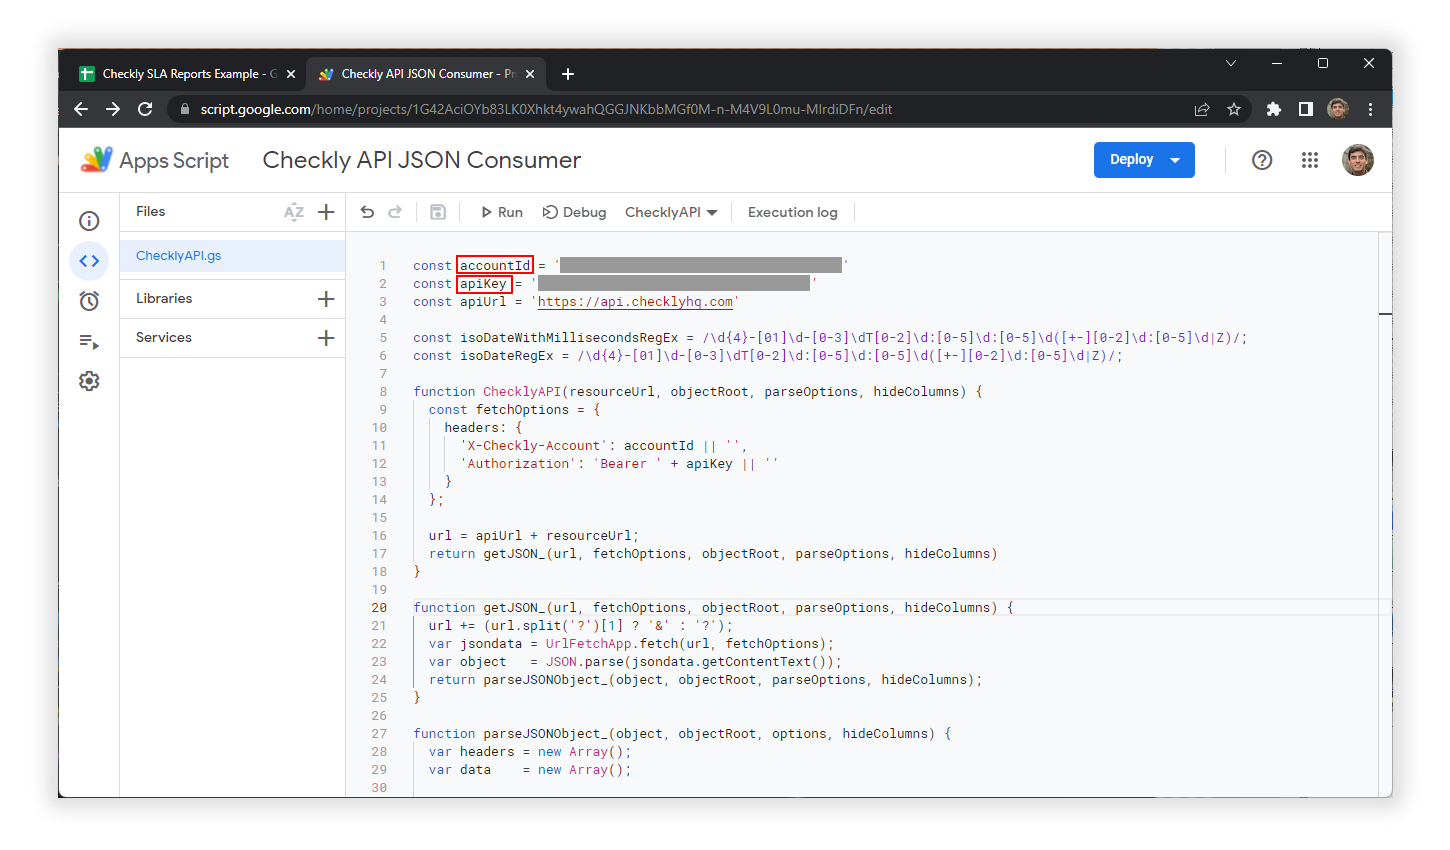 Checkly SLA Reports Example - G
Checkly API JSON Consumer - Pr
script.google.com/home/projects/1G42AciOYb83LK0Xhkt4ywahQGGJNKbbMGf0M-n-M4V9L0mu-MIrdiDFn/edit
Apps Script Checkly API JSON Consumer Deploy
Files AZ Run Debug ChecklyAPI Execution log
ChecklyAPI.gs
Libraries
Services
1 const accountId = ' '
2 const apiKey = ' '
3 const apiUrl = 'https://api.checklyhq.com'
4
5 const isoDateWithMillisecondsRegEx = /\d{4}-[01]\d-[0-3]\dT[0-2]\d:[0-5]\d:[0-5]\d([+-][0-2]\d:[0-5]\d|Z)/;
6 const isoDateRegEx = /\d{4}-[01]\d-[0-3]\dT[0-2]\d:[0-5]\d:[0-5]\d([+-][0-2]\d:[0-5]\d|Z)/;
7
8 function ChecklyAPI(resourceUrl, objectRoot, parseOptions, hideColumns) {
9 const fetchOptions = {
10 headers: {
11 'X-Checkly-Account': accountId || '',
12 'Authorization': 'Bearer ' + apiKey || ''
13 }
14 };
15
16 url = apiUrl + resourceUrl;
17 return getJSON_(url, fetchOptions, objectRoot, parseOptions, hideColumns)
18 }
19
20 function getJSON_(url, fetchOptions, objectRoot, parseOptions, hideColumns) {
21 url += (url.split('?')[1] ? '&' : '?');
22 var jsondata = UrlFetchApp.fetch(url, fetchOptions);
23 var object = JSON.parse(jsondata.getContentText());
24 return parseJSONObject_(object, objectRoot, parseOptions, hideColumns);
25 }
26
27 function parseJSONObject_(object, objectRoot, options, hideColumns) {
28 var headers = new Array();
29 var data = new Array();
30